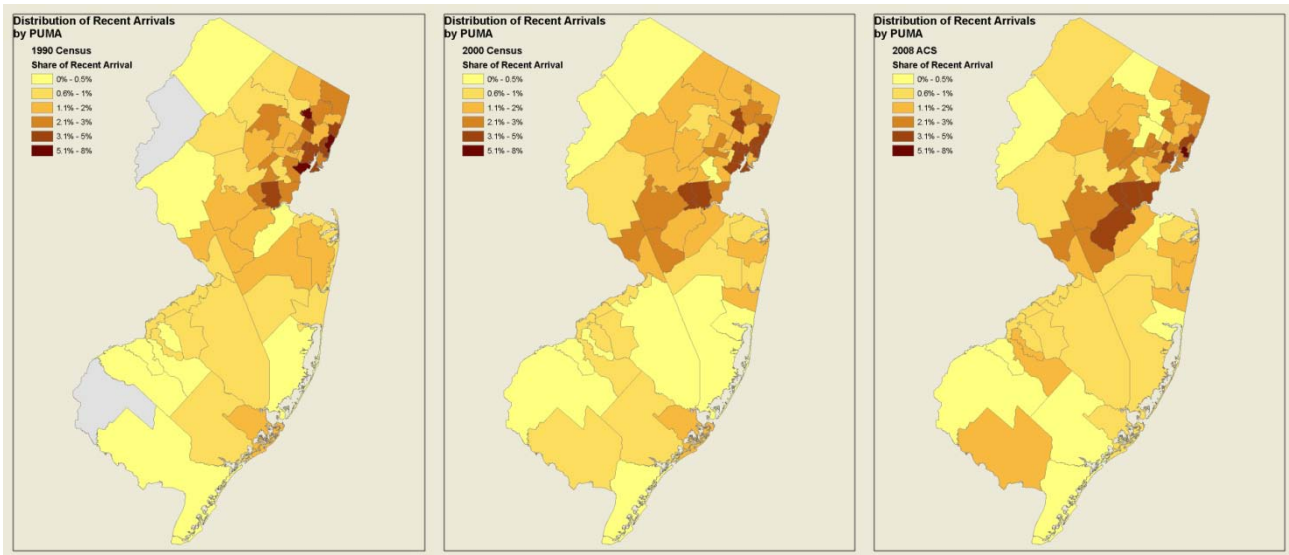 Distribution of Recent Arrivals
by PUMA
1990 Census
Share of Recent Arrival
0% - 0.5%
0.6% - 1%
1.1% - 2%
2.1% - 3%
3.1% - 5%
5.1% - 8%
Distribution of Recent Arrivals
by PUMA
2000 Census
Share of Recent Arrival
0% - 0.5%
0.6% - 1%
1.1% - 2%
2.1% - 3%
3.1% - 5%
5.1% - 8%
Distribution of Recent Arrivals
by PUMA
2008 ACS
Share of Recent Arrival
0% - 0.5%
0.6% - 1%
1.1% - 2%
2.1% - 3%
3.1% - 5%
5.1% - 8%